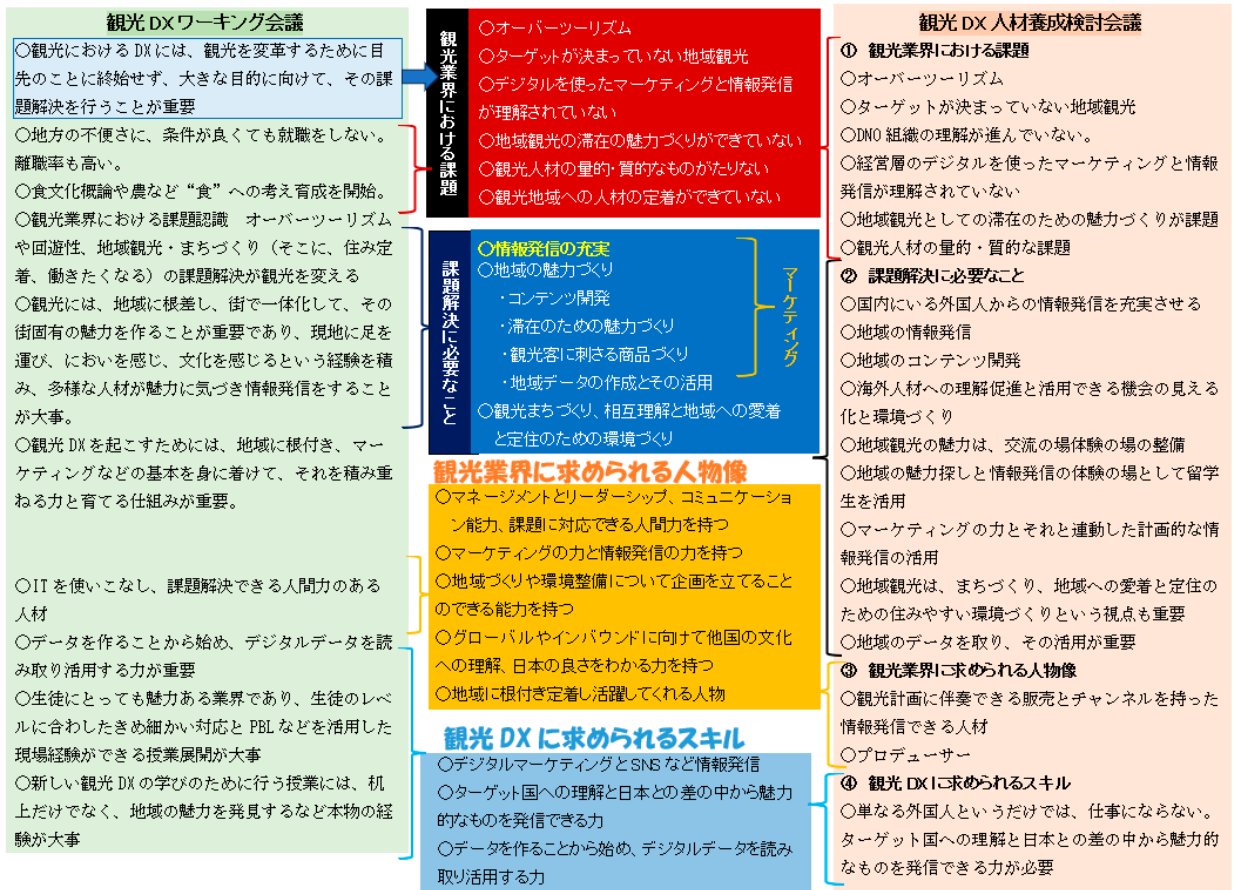 観光DXワーキング会議
○観光におけるDXには、観光を変革するために目
先のことに終始せず、大きな目的に向けて、その課
題解決を行うことが重要
○地方の不便さに、条件が良くても就職をしない。
離職率も高い。
○食文化概論や農など“食”への考え育成を開始。
○観光業界における課題認識 オーバーツーリズム
や回遊性、地域観光・まちづくり（そこに、住み定
着、働きたくなる）の課題解決が観光を変える
○観光には、地域に根差し、街で一体化して、その
街固有の魅力を作ることが重要であり、現地に足を
運び、においを感じ、文化を感じるという経験を積
み、多様な人材が魅力に気づき情報発信をすること
が大事。
○観光DXを起こすためには、地域に根付き、マー
ケティングなどの基本を身に着けて、それを積み重
ねる力と育てる仕組みが重要。
○ITを使いこなし、課題解決できる人間力のある
人材
○データを作ることから始め、デジタルデータを読
み取り活用する力が重要
○生徒にとっても魅力ある業界であり、生徒のレベ
ルに合わしたきめ細かい対応とPBLなどを活用した
現場経験ができる授業展開が大事
○新しい観光DXの学びのために行う授業には、机
上だけでなく、地域の魅力を発見するなど本物の経
験が大事
観光業界における課題
○オーバーツーリズム
○ターゲットが決まっていない地域観光
○デジタルを使ったマーケティングと情報発信
が理解されていない
○地域観光の滞在の魅力づくりができていない
○観光人材の量的・質的なものがたりない
○観光地域への人材の定着ができていない
課題解決に必要なこと
○情報発信の充実
○地域の魅力づくり
・コンテンツ開発
・滞在のための魅力づくり
・観光客に刺さる商品づくり
・地域データの作成とその活用
マーケティング
○観光まちづくり、相互理解と地域への愛着
と定住のための環境づくり
観光業界に求められる人物像
○マネージメントとリーダーシップ、コミュニケーショ
ン能力、課題に対応できる人間力を持つ
○マーケティングの力と情報発信の力を持つ
○地域づくりや環境整備について企画を立てること
のできる能力を持つ
○グローバルやインバウンドに向けて他国の文化
への理解、日本の良さをわかる力を持つ
○地域に根付き定着し活躍してくれる人物
観光DXに求められるスキル
○デジタルマーケティングとSNSなど情報発信
○ターゲット国への理解と日本との差の中から魅力
的なものを発信できる力
○データを作ることから始め、デジタルデータを読み
取り活用する力
観光DX人材養成検討会議
① 観光業界における課題
○オーバーツーリズム
○ターゲットが決まっていない地域観光
○DNO組織の理解が進んでいない。
○経営層のデジタルを使ったマーケティングと情報
発信が理解されていない
○地域観光としての滞在のための魅力づくりが課題
○観光人材の量的・質的な課題
② 課題解決に必要なこと
○国内にいる外国人からの情報発信を充実させる
○地域の情報発信
○地域のコンテンツ開発
○海外人材への理解促進と活用できる機会の見える
化と環境づくり
○地域観光の魅力は、交流の場体験の場の整備
○地域の魅力探しと情報発信の体験の場として留学
生を活用
○マーケティングの力とそれと連動した計画的な情
報発信の活用
○地域観光は、まちづくり、地域への愛着と定住の
ための住みやすい環境づくりという視点も重要
○地域のデータを取り、その活用が重要
③ 観光業界に求められる人物像
○観光計画に伴奏できる販売とチャンネルを持った
情報発信できる人材
○プロデューサー
④ 観光DXに求められるスキル
○単なる外国人というだけでは、仕事にならない。
ターゲット国への理解と日本との差の中から魅力的
なものを発信できる力が必要